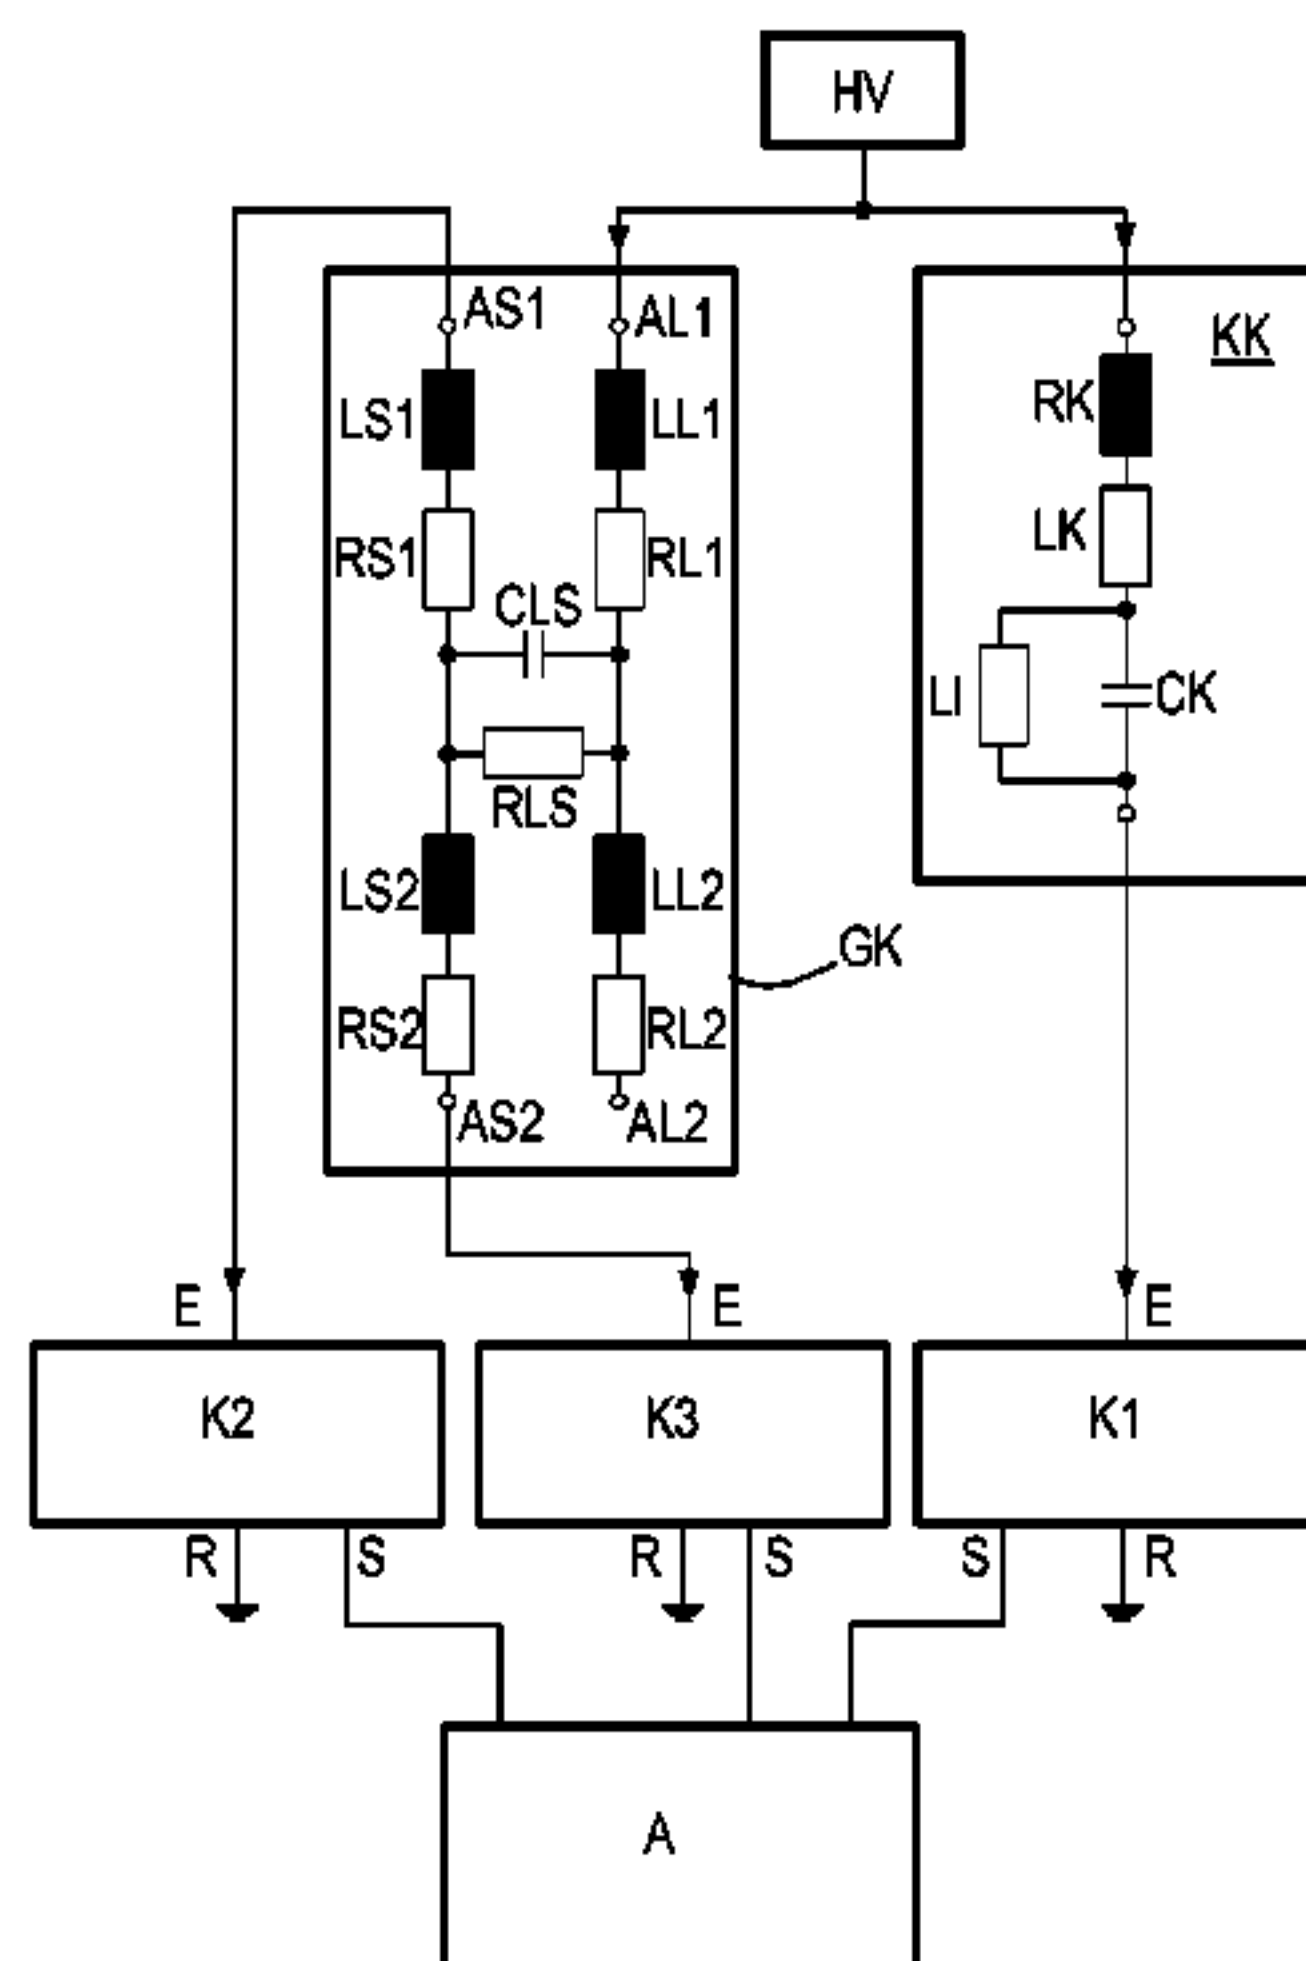 HV
AS1 AL1
KK
LS1 LL1 RK
RS1 RL1 LK
CLS
LI CK
RLS
LS2 LL2
GK
RS2 RL2
AS2 AL2
E E E
K2 K3 K1
R S R S S R
A